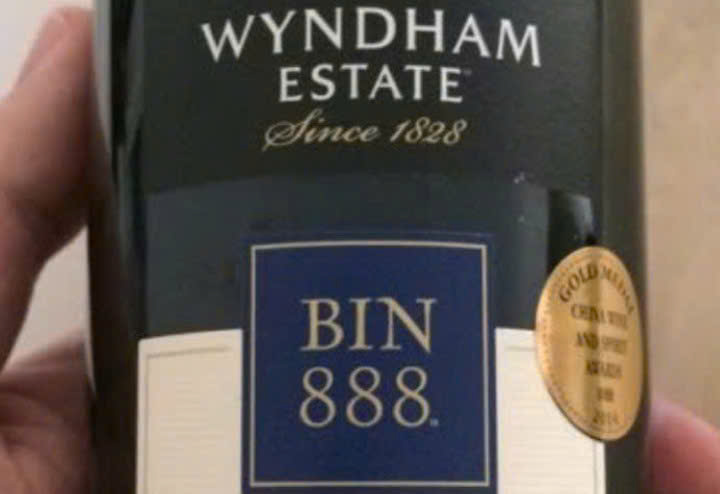 WYNDHAM
ESTATE
Since 1828
BIN
888
GOLD MEDAL
CHINA WINE
AND SPIRIT
AWARDS